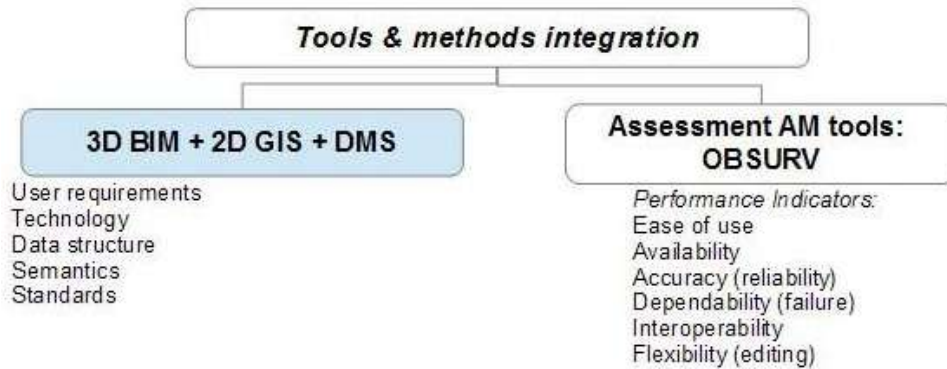 Tools & methods integration
3D BIM + 2D GIS + DMS
User requirements
Technology
Data structure
Semantics
Standards
Assessment AM tools:
OBSURV
Performance Indicators:
Ease of use
Availability
Accuracy (reliability)
Dependability (failure)
Interoperability
Flexibility (editing)